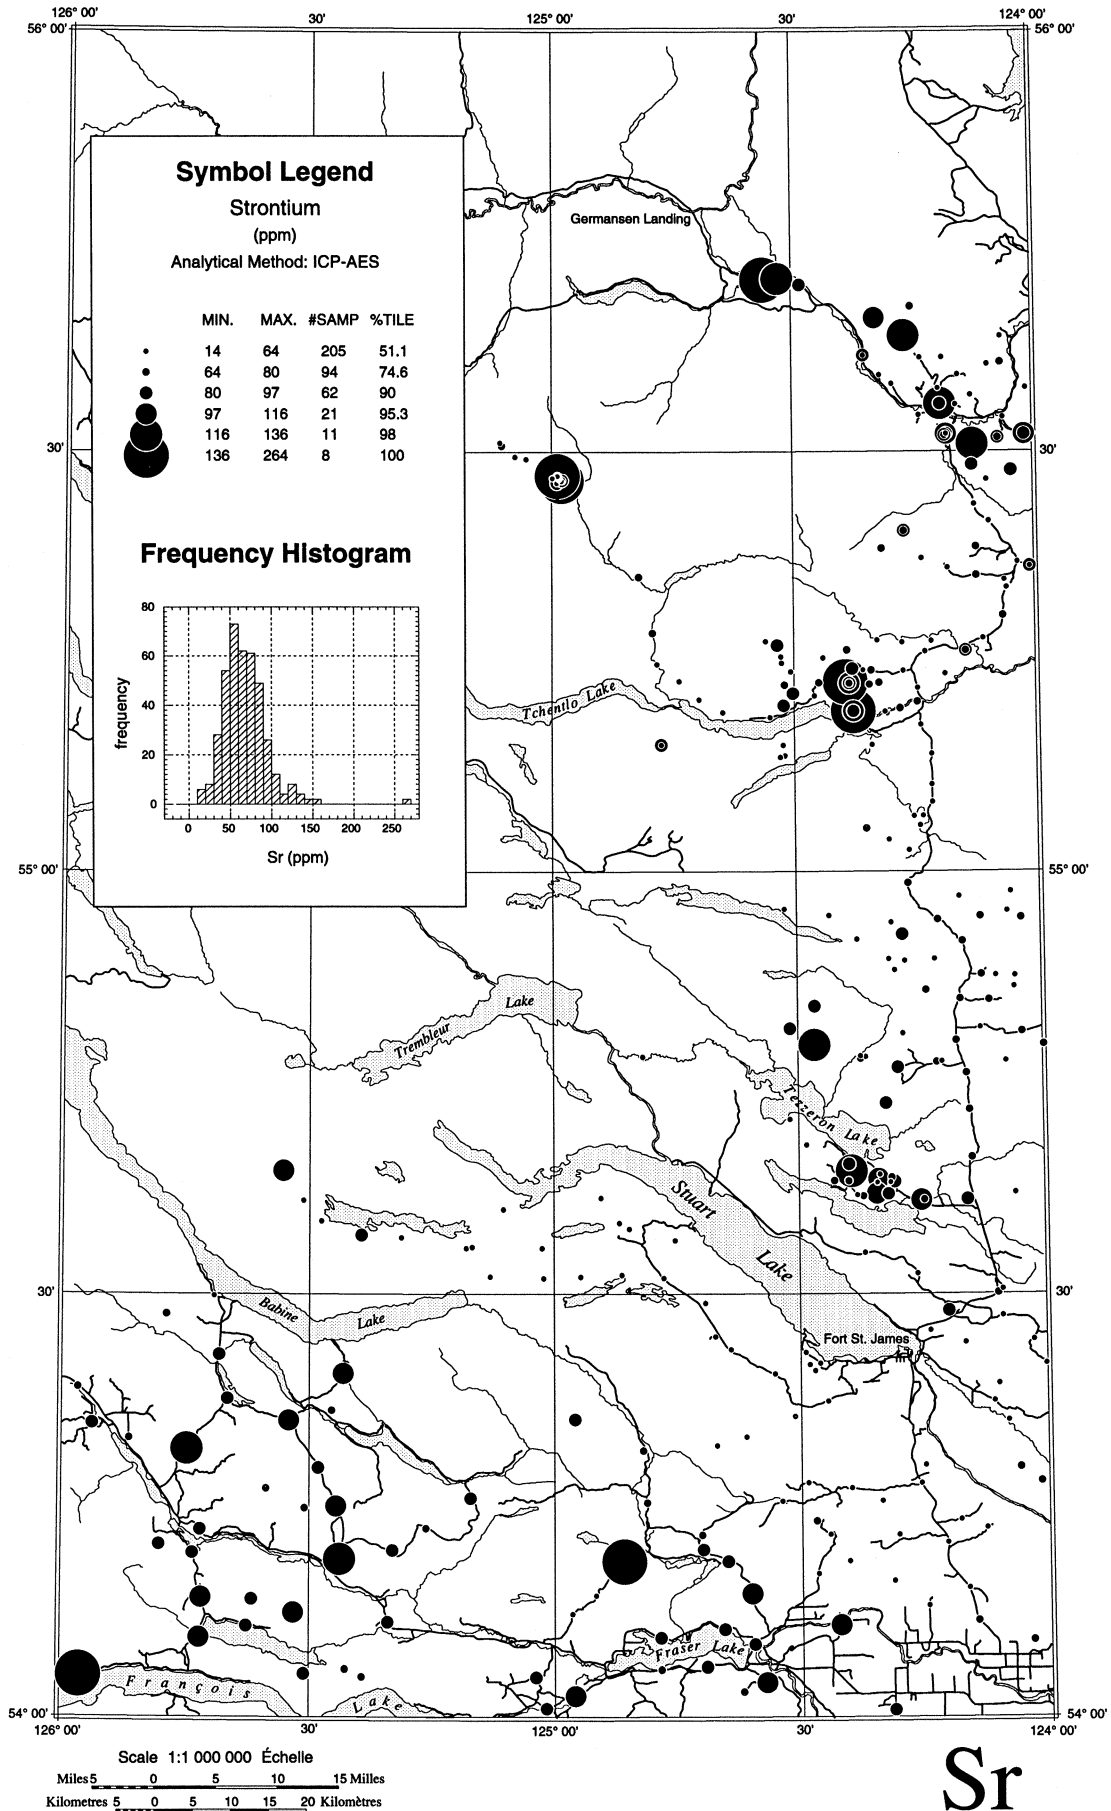 126° 00' 30' 125° 00' 30' 124° 00'
56° 00' 56° 00'
Symbol Legend
Strontium
(ppm)
Analytical Method: ICP-AES
MIN. MAX. #SAMP %TILE
14 64 205 51.1
64 80 94 74.6
80 97 62 90
97 116 21 95.3
116 136 11 98
136 264 8 100
Germansen Landing
30' 30'
Frequency Histogram
80
60
40
20
0
frequency
0 50 100 150 200 250
Sr (ppm)
Tchentlo Lake
55° 00' 55° 00'
Trembleur Lake
Tezzeron Lake
Stuart Lake
30' 30'
Babine Lake
Fort St. James
Fraser Lake
François Lake
54° 00' 54° 00'
126° 00' 30' 125° 00' 30' 124° 00'
Scale 1:1 000 000 Échelle
Miles 5 0 5 10 15 Milles
Kilometres 5 0 5 10 15 20 Kilomètres
Sr